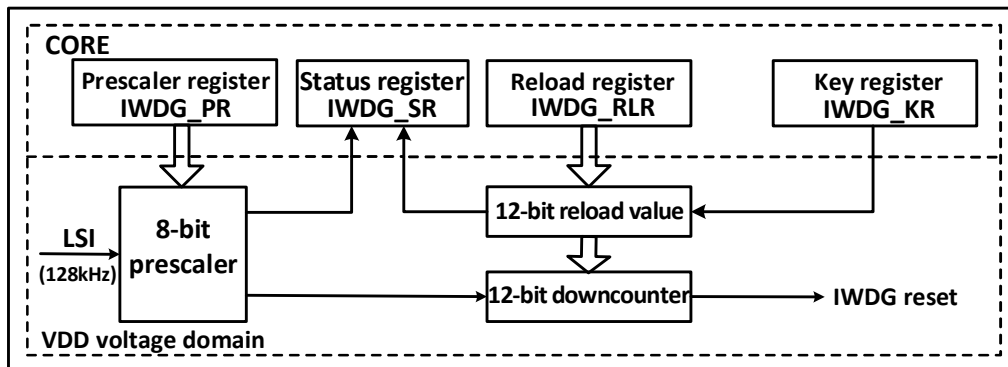 CORE
Prescaler register
IWDG_PR
Status register
IWDG_SR
Reload register
IWDG_RLR
Key register
IWDG_KR
8-bit
prescaler
12-bit reload value
LSI
(128kHz)
12-bit downcounter
IWDG reset
VDD voltage domain